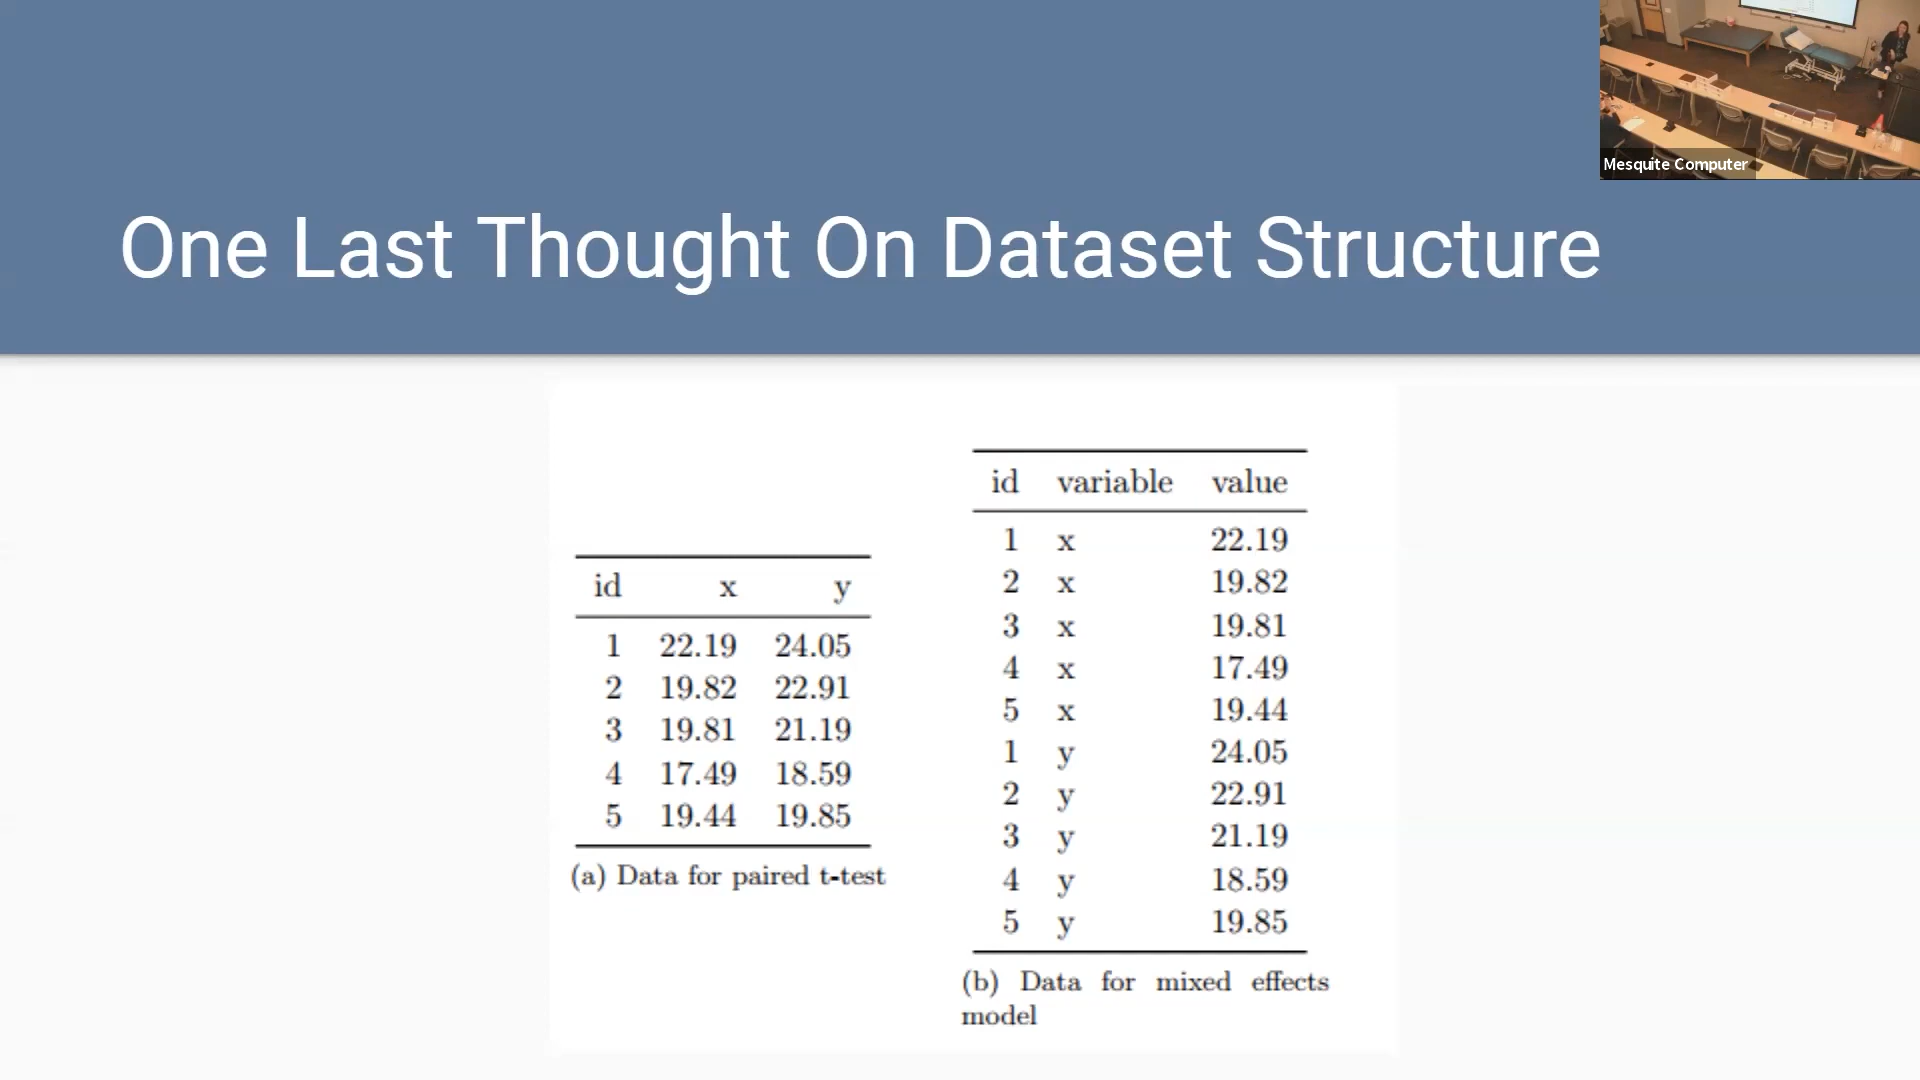 Mesquite Computer
One Last Thought On Dataset Structure
id x y
1 22.19 24.05
2 19.82 22.91
3 19.81 21.19
4 17.49 18.59
5 19.44 19.85
(a) Data for paired t-test
id variable value
1 x 22.19
2 x 19.82
3 x 19.81
4 x 17.49
5 x 19.44
1 y 24.05
2 y 22.91
3 y 21.19
4 y 18.59
5 y 19.85
(b) Data for mixed effects
model